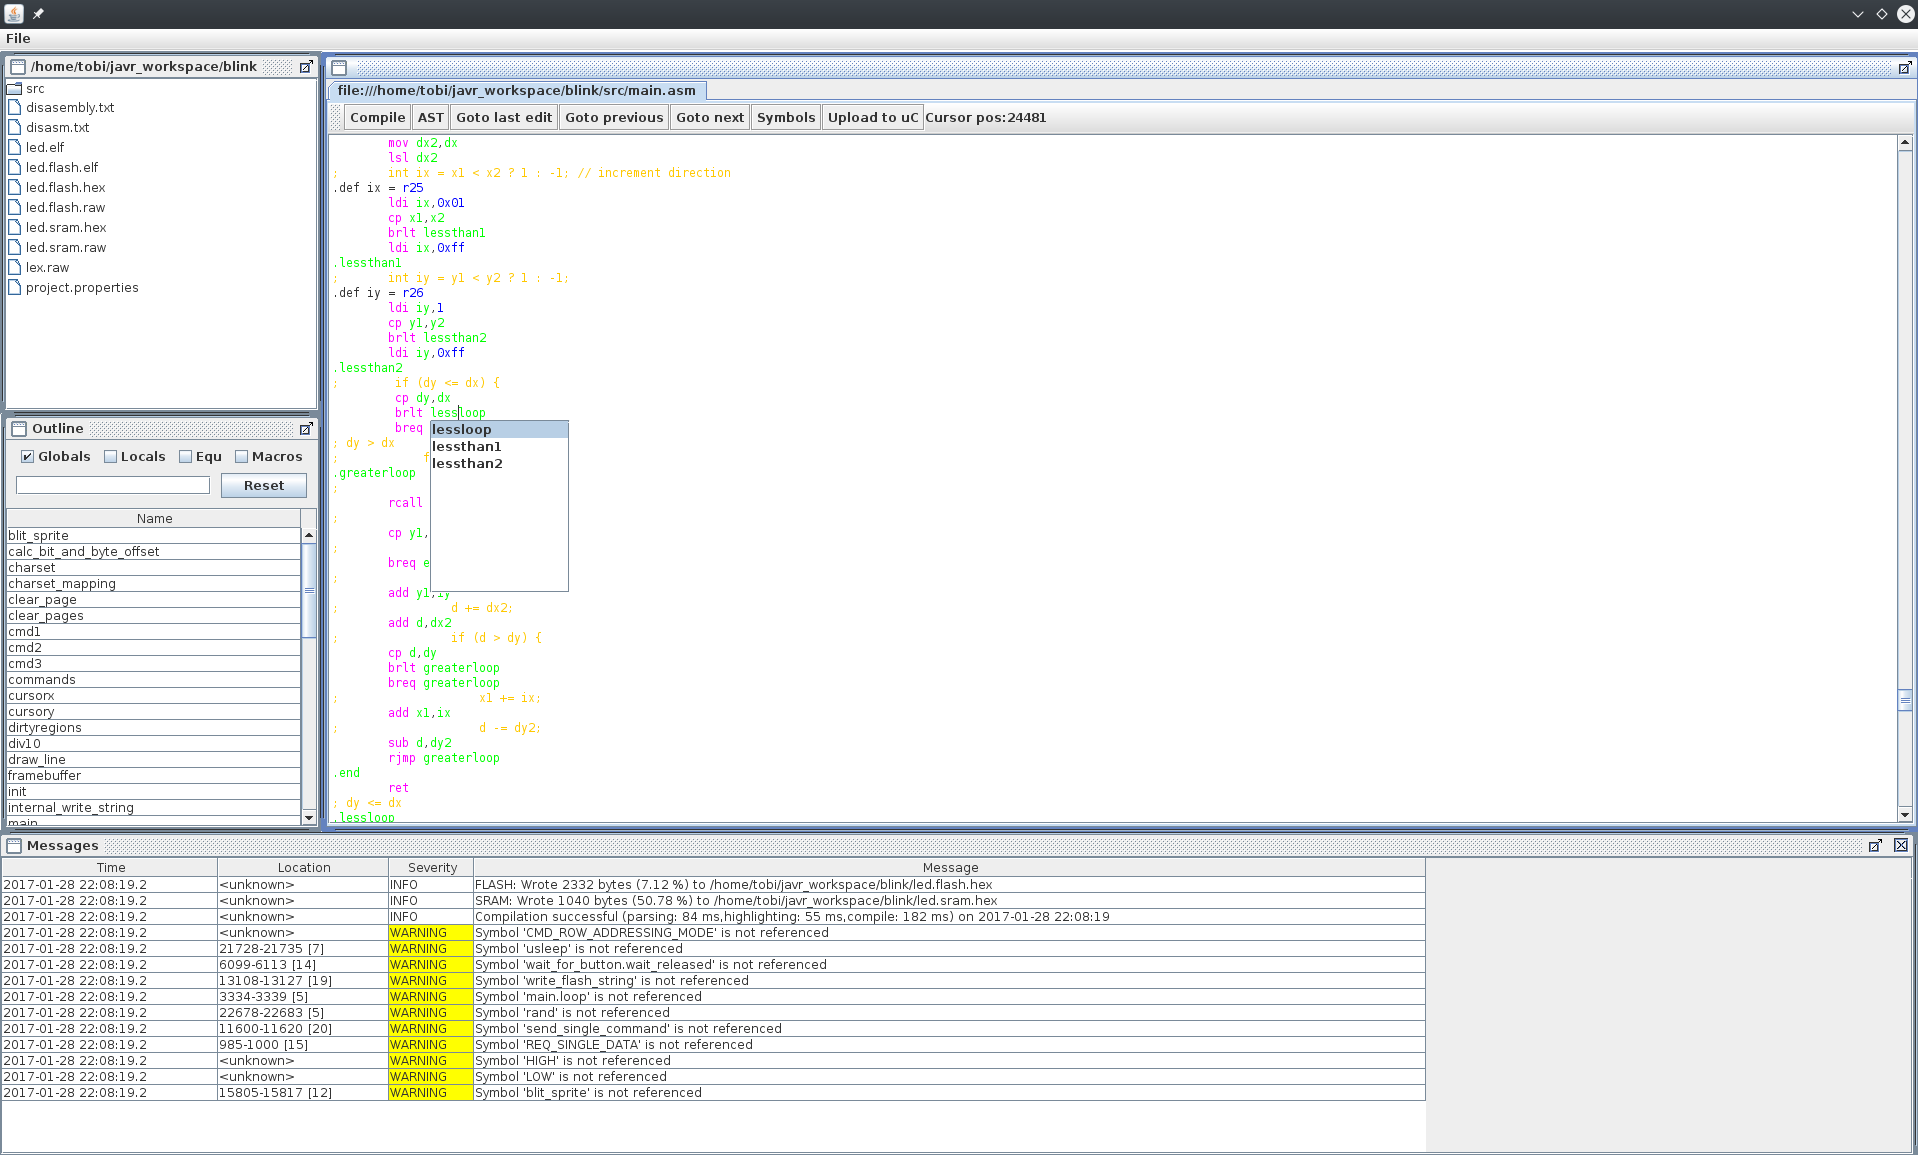 File
/home/tobi/javr_workspace/blink
src
disasembly.txt
disasm.txt
led.elf
led.flash.elf
led.flash.hex
led.flash.raw
led.sram.hex
led.sram.raw
lex.raw
project.properties
Outline
Globals Locals Equ Macros
Reset
Name
blit_sprite
calc_bit_and_byte_offset
charset
charset_mapping
clear_page
clear_pages
cmd1
cmd2
cmd3
commands
cursorx
cursory
dirtyregions
div10
draw_line
framebuffer
init
internal_write_string
main
file:///home/tobi/javr_workspace/blink/src/main.asm
Compile AST Goto last edit Goto previous Goto next Symbols Upload to uC Cursor pos:24481
mov dx2,dx
lsl dx2
; int ix = x1 < x2 ? 1 : -1; // increment direction
.def ix = r25
ldi ix,0x01
cp x1,x2
brlt lessthan1
ldi ix,0xff
.lessthan1
; int iy = y1 < y2 ? 1 : -1;
.def iy = r26
ldi iy,1
cp y1,y2
brlt lessthan2
ldi iy,0xff
.lessthan2
; if (dy <= dx) {
cp dy,dx
brlt lessloop
breq
lessloop
lessthan1
lessthan2
; dy > dx
; f
.greaterloop
;
rcall
;
cp y1,
;
breq e
;
add y1,iy
; d += dx2;
add d,dx2
; if (d > dy) {
cp d,dy
brlt greaterloop
breq greaterloop
; x1 += ix;
add x1,ix
; d -= dy2;
sub d,dy2
rjmp greaterloop
.end
ret
; dy <= dx
.lessloop
Messages
Time Location Severity Message
2017-01-28 22:08:19.2 <unknown> INFO FLASH: Wrote 2332 bytes (7.12 %) to /home/tobi/javr_workspace/blink/led.flash.hex
2017-01-28 22:08:19.2 <unknown> INFO SRAM: Wrote 1040 bytes (50.78 %) to /home/tobi/javr_workspace/blink/led.sram.hex
2017-01-28 22:08:19.2 <unknown> INFO Compilation successful (parsing: 84 ms,highlighting: 55 ms,compile: 182 ms) on 2017-01-28 22:08:19
2017-01-28 22:08:19.2 <unknown> WARNING Symbol 'CMD_ROW_ADDRESSING_MODE' is not referenced
2017-01-28 22:08:19.2 21728-21735 [7] WARNING Symbol 'usleep' is not referenced
2017-01-28 22:08:19.2 6099-6113 [14] WARNING Symbol 'wait_for_button.wait_released' is not referenced
2017-01-28 22:08:19.2 13108-13127 [19] WARNING Symbol 'write_flash_string' is not referenced
2017-01-28 22:08:19.2 3334-3339 [5] WARNING Symbol 'main.loop' is not referenced
2017-01-28 22:08:19.2 22678-22683 [5] WARNING Symbol 'rand' is not referenced
2017-01-28 22:08:19.2 11600-11620 [20] WARNING Symbol 'send_single_command' is not referenced
2017-01-28 22:08:19.2 985-1000 [15] WARNING Symbol 'REQ_SINGLE_DATA' is not referenced
2017-01-28 22:08:19.2 <unknown> WARNING Symbol 'HIGH' is not referenced
2017-01-28 22:08:19.2 <unknown> WARNING Symbol 'LOW' is not referenced
2017-01-28 22:08:19.2 15805-15817 [12] WARNING Symbol 'blit_sprite' is not referenced